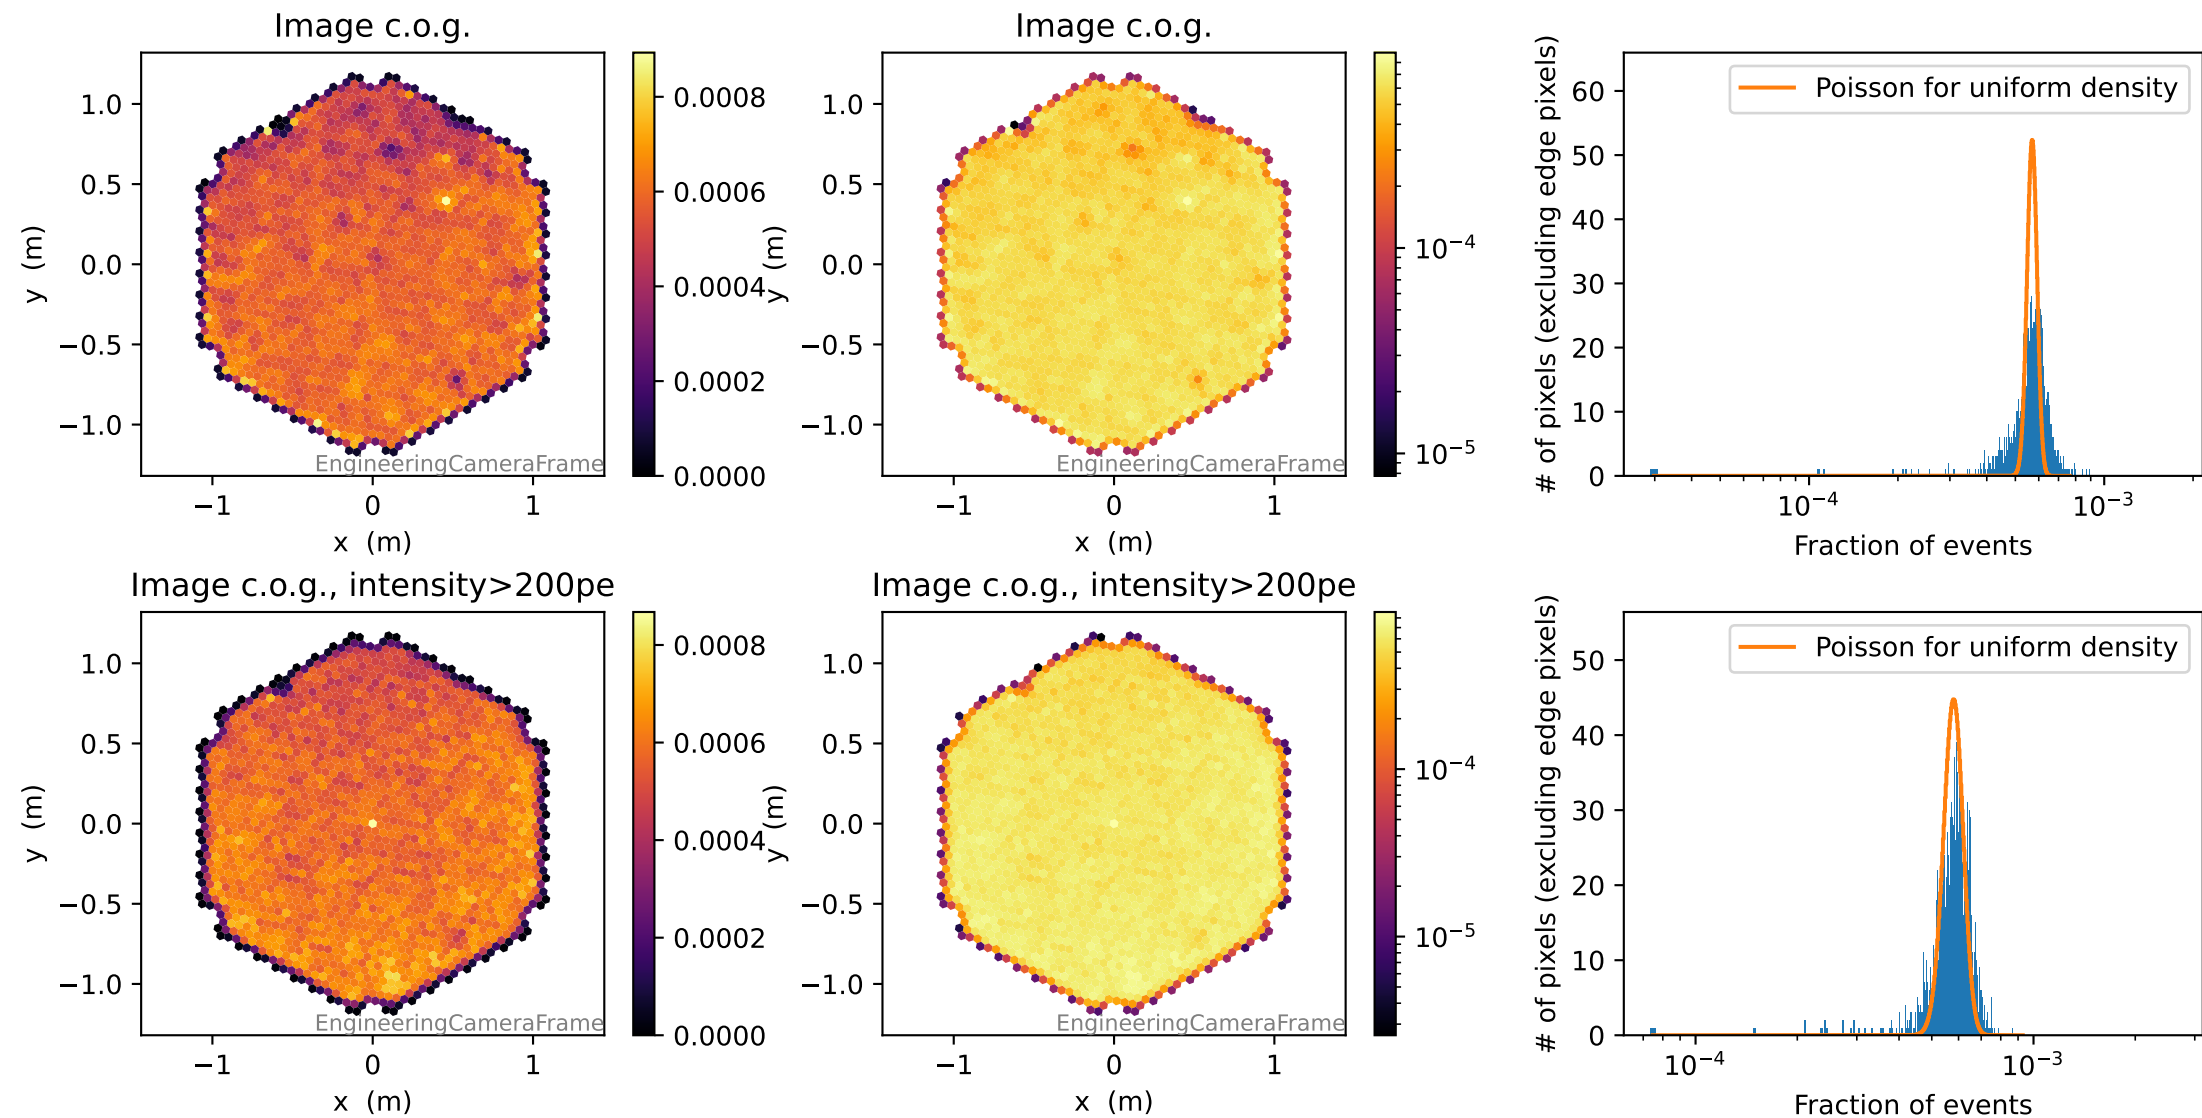 Image c.o.g.
1.0
0.5
0.0
−0.5
−1.0
y (m)
−1
0
1
x (m)
EngineeringCameraFrame
0.0008
0.0006
0.0004
0.0002
0.0000
Image c.o.g.
1.0
0.5
0.0
−0.5
−1.0
y (m)
−1
0
1
x (m)
EngineeringCameraFrame
10⁻⁴
10⁻⁵
Poisson for uniform density
60
50
40
30
20
10
0
# of pixels (excluding edge pixels)
10⁻⁴
10⁻³
Fraction of events
Image c.o.g., intensity>200pe
1.0
0.5
0.0
−0.5
−1.0
y (m)
−1
0
1
x (m)
EngineeringCameraFrame
0.0008
0.0006
0.0004
0.0002
0.0000
Image c.o.g., intensity>200pe
1.0
0.5
0.0
−0.5
−1.0
y (m)
−1
0
1
x (m)
EngineeringCameraFrame
10⁻⁴
10⁻⁵
Poisson for uniform density
50
40
30
20
10
0
# of pixels (excluding edge pixels)
10⁻⁴
10⁻³
Fraction of events